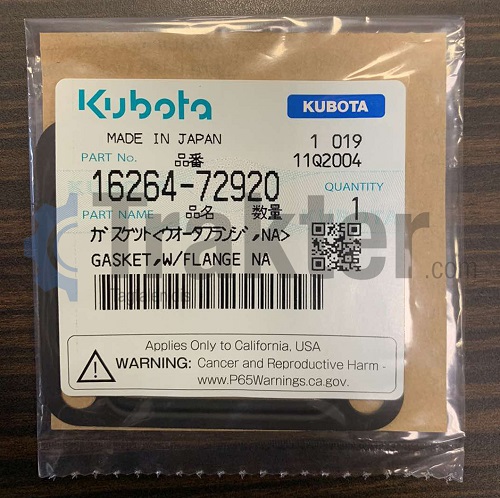 Kubota KUBOTA
MADE IN JAPAN 1 019
PART No. 品番 11Q2004
16264-72920 QUANTITY
PART NAME 品名 数量 1
ガスケット<ウオータフランジ,NA>
GASKET,W/FLANGE NA
Trakter.com
Applies Only to California, USA
WARNING: Cancer and Reproductive Harm -
www.P65Warnings.ca.gov.